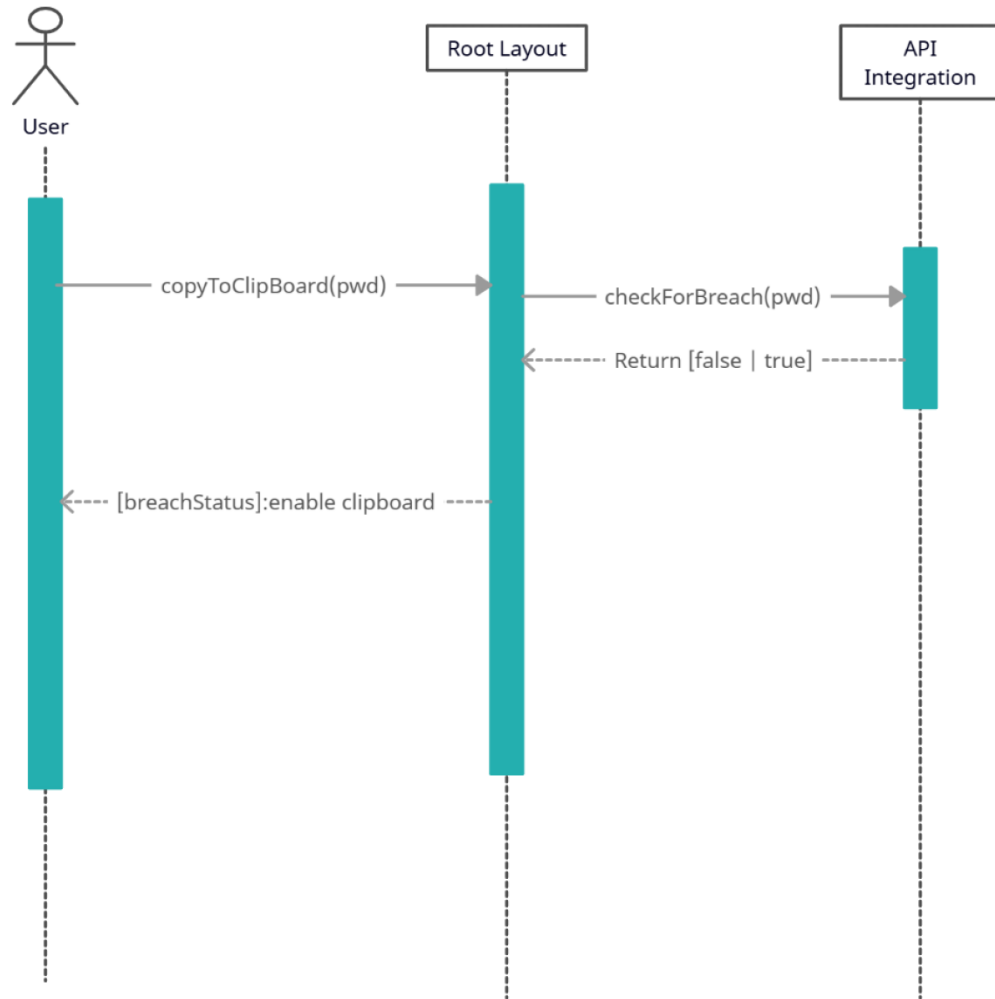 Root Layout
API
Integration
User
copyToClipBoard(pwd)
checkForBreach(pwd)
Return [false | true]
[breachStatus]:enable clipboard